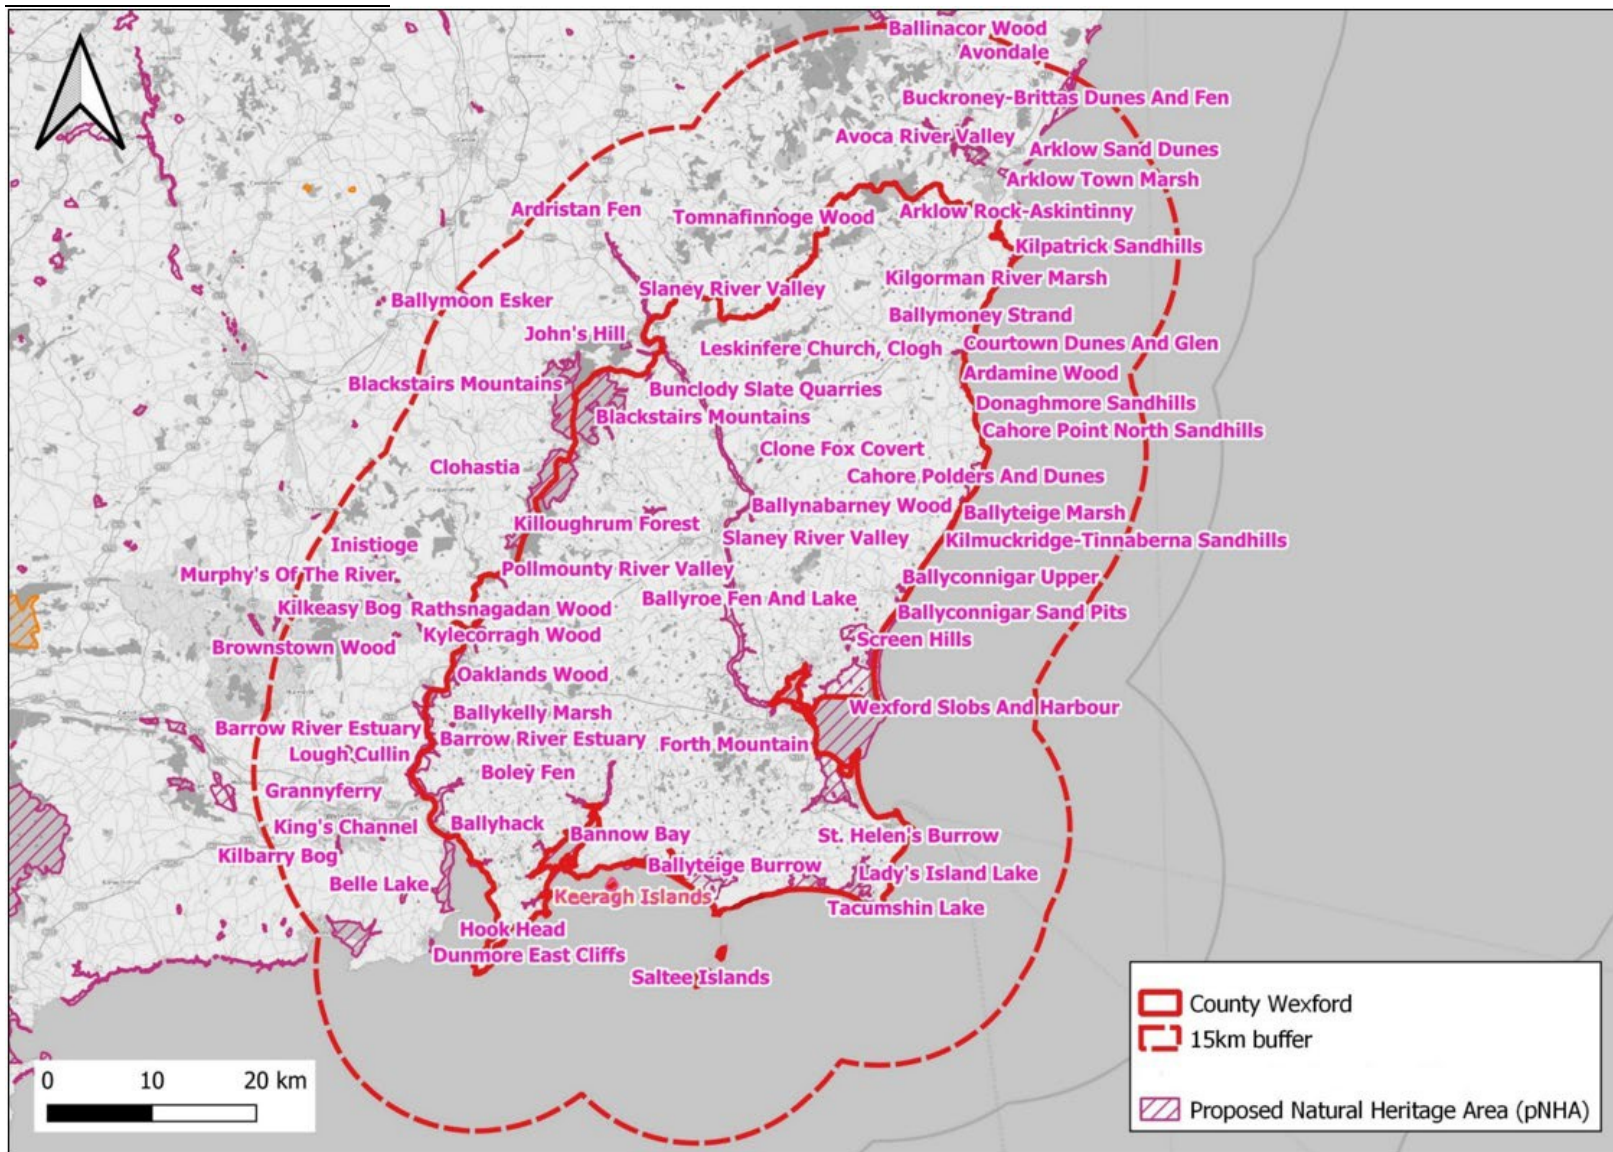 Ballinacor Wood
Avondale
Buckroney-Brittas Dunes And Fen
Avoca River Valley
Arklow Sand Dunes
Arklow Town Marsh
Ardristan Fen
Tomnafinnoge Wood
Arklow Rock-Askintinny
Kilpatrick Sandhills
Kilgorman River Marsh
Slaney River Valley
Ballymoon Esker
Ballymoney Strand
John's Hill
Leskinfere Church, Clogh
Courtown Dunes And Glen
Ardamine Wood
Blackstairs Mountains
Bunclody Slate Quarries
Donaghmore Sandhills
Blackstairs Mountains
Cahore Point North Sandhills
Clone Fox Covert
Clohastia
Cahore Polders And Dunes
Ballynabarney Wood
Ballyteige Marsh
Killoughrum Forest
Slaney River Valley
Kilmuckridge-Tinnaberna Sandhills
Inistioge
Pollmounty River Valley
Murphy's Of The River
Ballyconnigar Upper
Ballyroe Fen And Lake
Kilkeasy Bog
Rathsnagadan Wood
Ballyconnigar Sand Pits
Kylecorragh Wood
Screen Hills
Brownstown Wood
Oaklands Wood
Wexford Slobs And Harbour
Ballykelly Marsh
Barrow River Estuary
Barrow River Estuary
Forth Mountain
Lough Cullin
Boley Fen
Grannyferry
King's Channel
Ballyhack
Bannow Bay
St. Helen's Burrow
Kilbarry Bog
Ballyteige Burrow
Lady's Island Lake
Belle Lake
Keeragh Islands
Tacumshin Lake
Hook Head
Dunmore East Cliffs
Saltee Islands
County Wexford
15km buffer
Proposed Natural Heritage Area (pNHA)
0 10 20 km